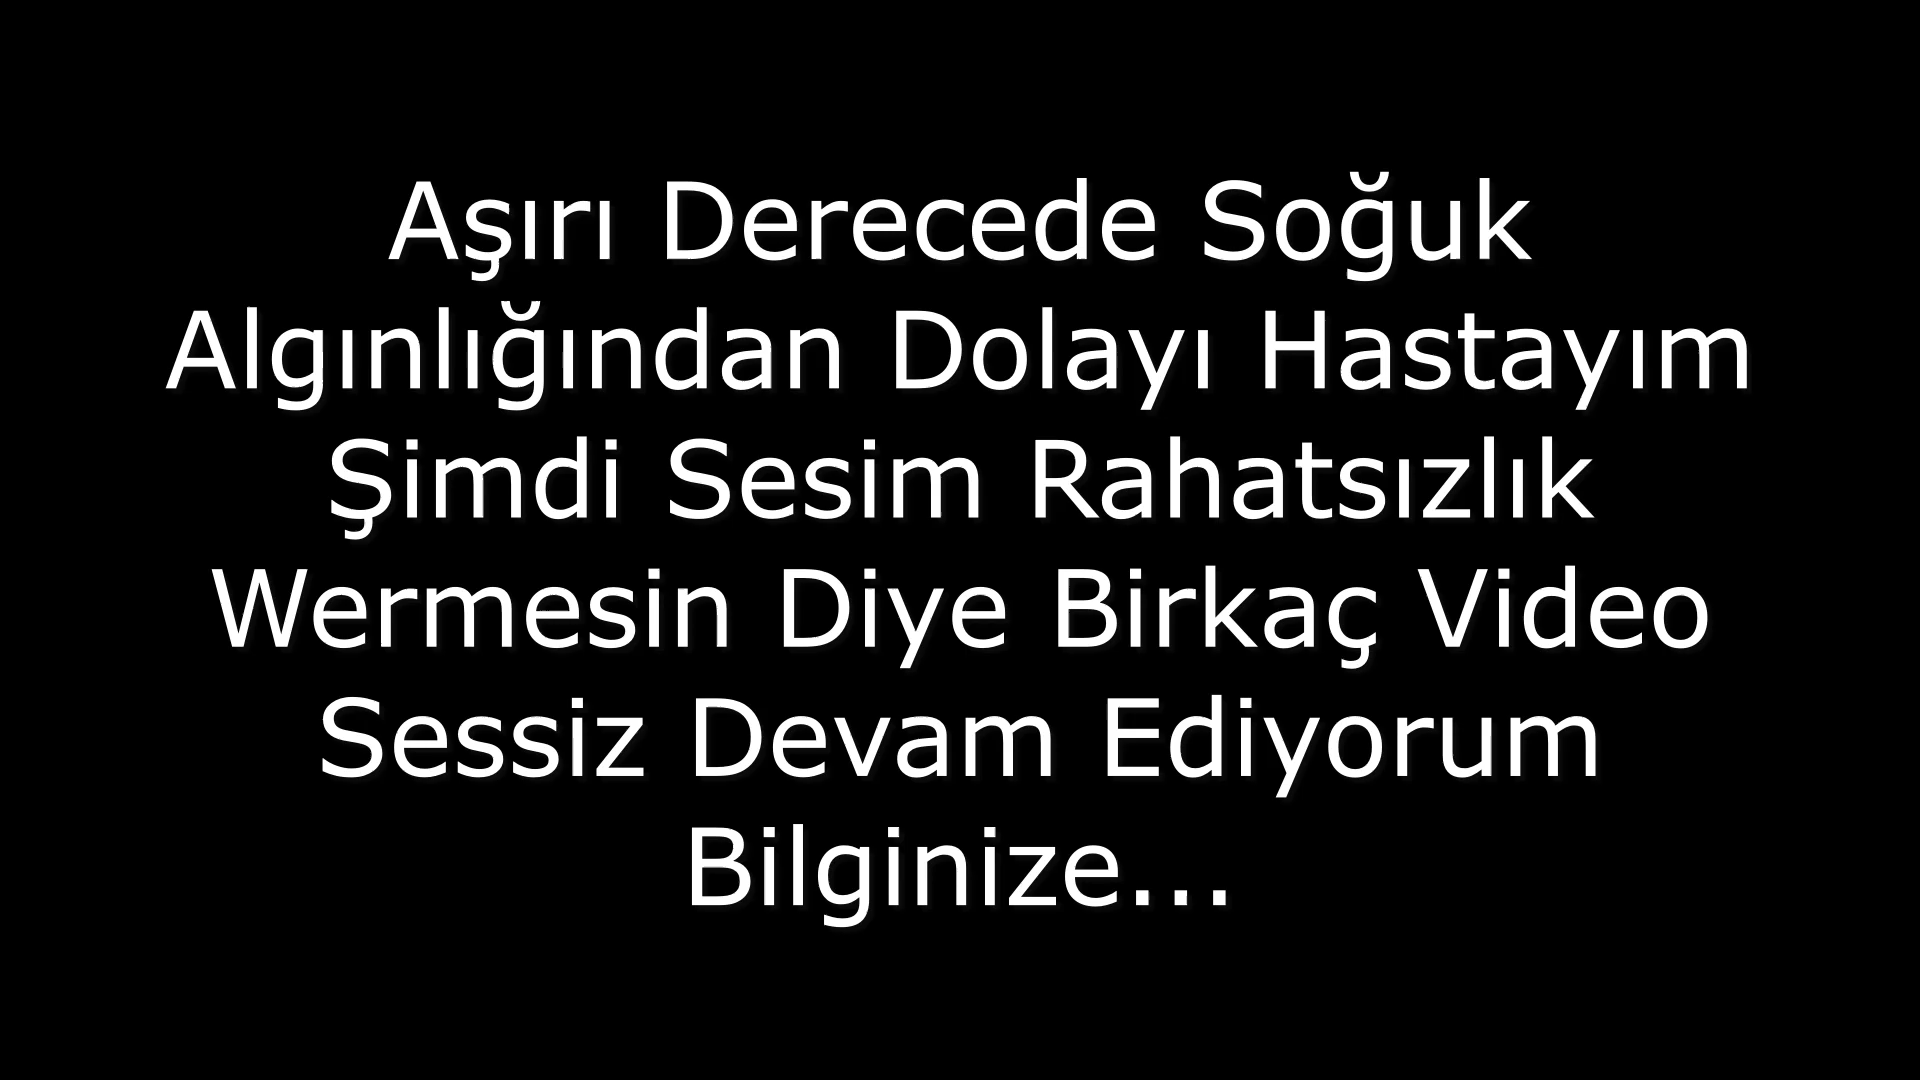 Aşırı Derecede Soğuk
Algınlığından Dolayı Hastayım
Şimdi Sesim Rahatsızlık
Wermesin Diye Birkaç Video
Sessiz Devam Ediyorum
Bilginize...